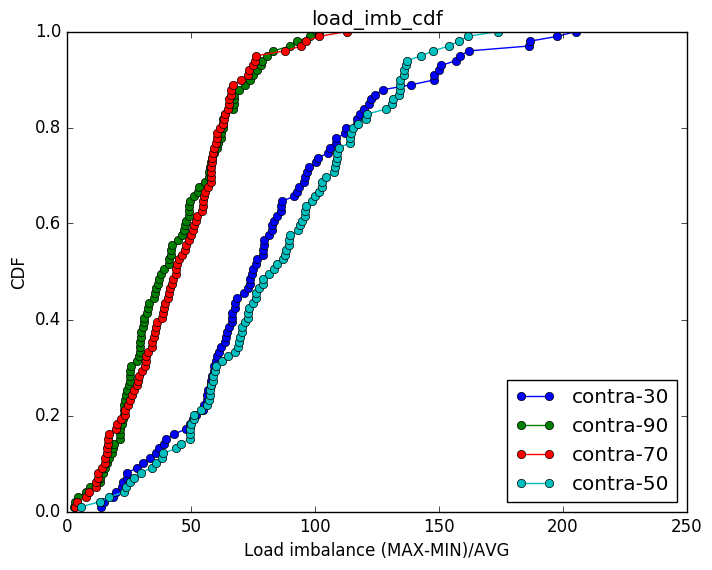 load_imb_cdf
1.0
0.8
0.6
0.4
0.2
0.0
CDF
0 50 100 150 200 250
Load imbalance (MAX-MIN)/AVG
contra-30
contra-90
contra-70
contra-50